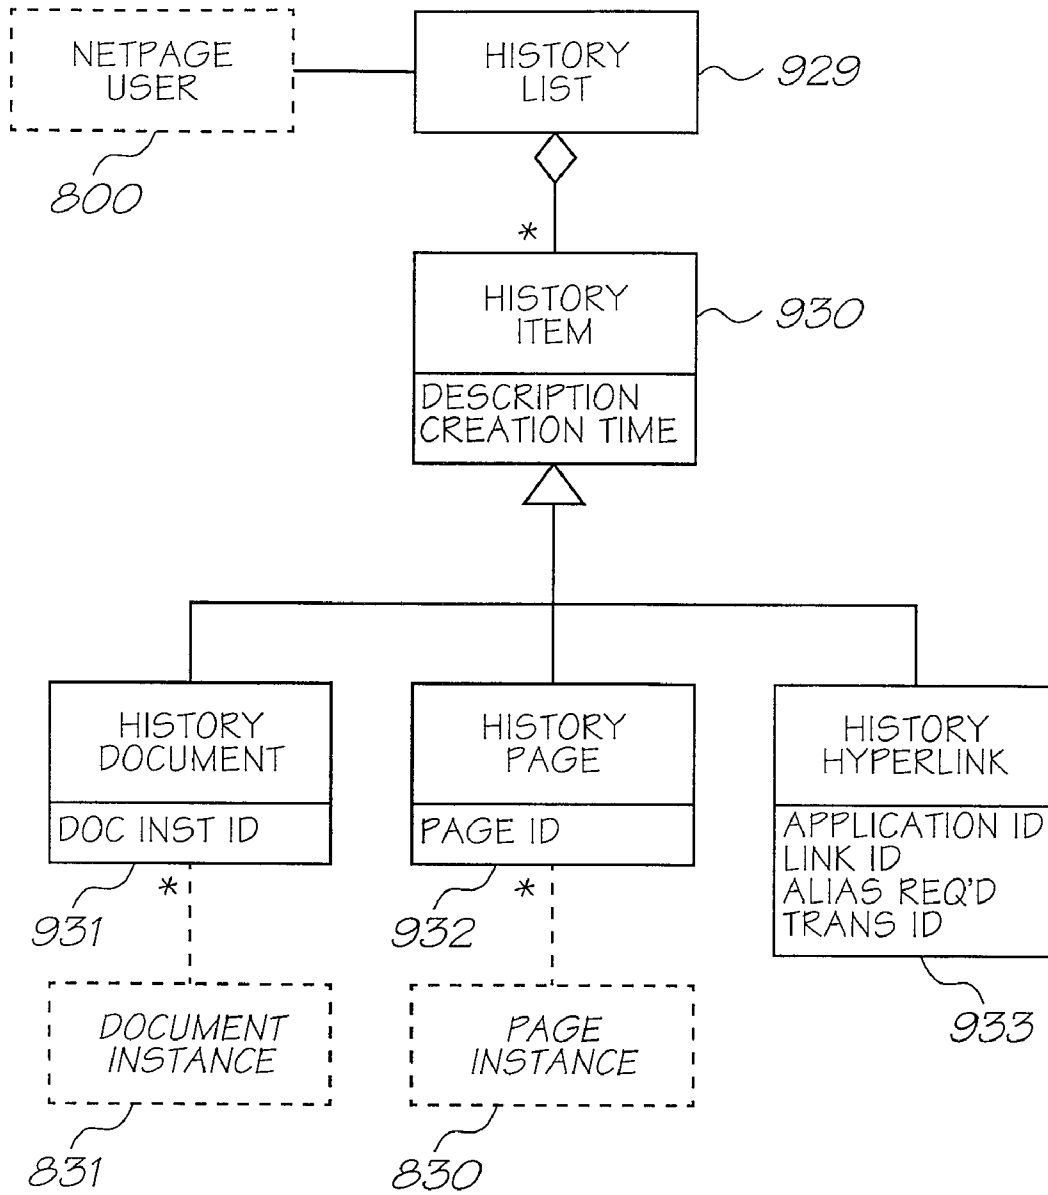 NETPAGE
USER
800
HISTORY
LIST
929
*
HISTORY
ITEM
930
DESCRIPTION
CREATION TIME
HISTORY
DOCUMENT
DOC INST ID
931
*
HISTORY
PAGE
PAGE ID
932
*
HISTORY
HYPERLINK
APPLICATION ID
LINK ID
ALIAS REQ'D
TRANS ID
933
DOCUMENT
INSTANCE
831
PAGE
INSTANCE
830